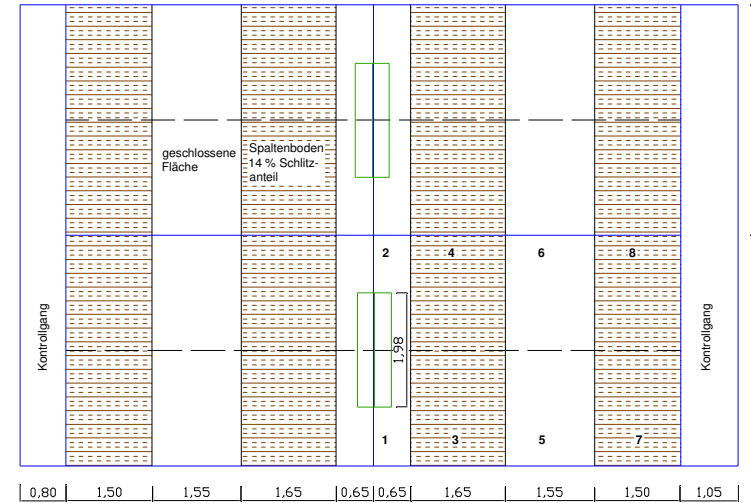 geschlossene
Fläche
Spaltenboden
14 % Schlitz-
anteil
2
4
6
8
Kontrollgang
1,98
Kontrollgang
1
3
5
7
0,80
1,50
1,55
1,65
0,65
0,65
1,65
1,55
1,50
1,05